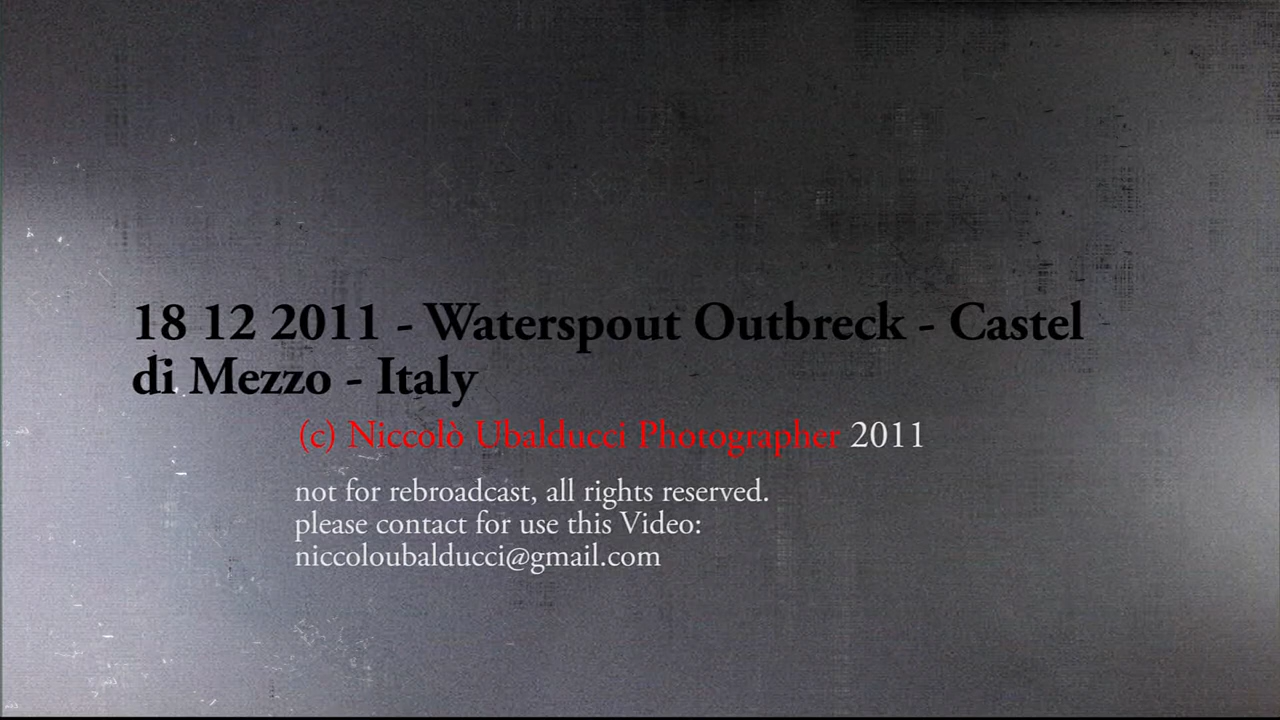 18 12 2011 - Waterspout Outbreck - Castel
di Mezzo - Italy
(c) Niccolò Ubalducci Photographer 2011
not for rebroadcast, all rights reserved.
please contact for use this Video:
niccoloubalducci@gmail.com